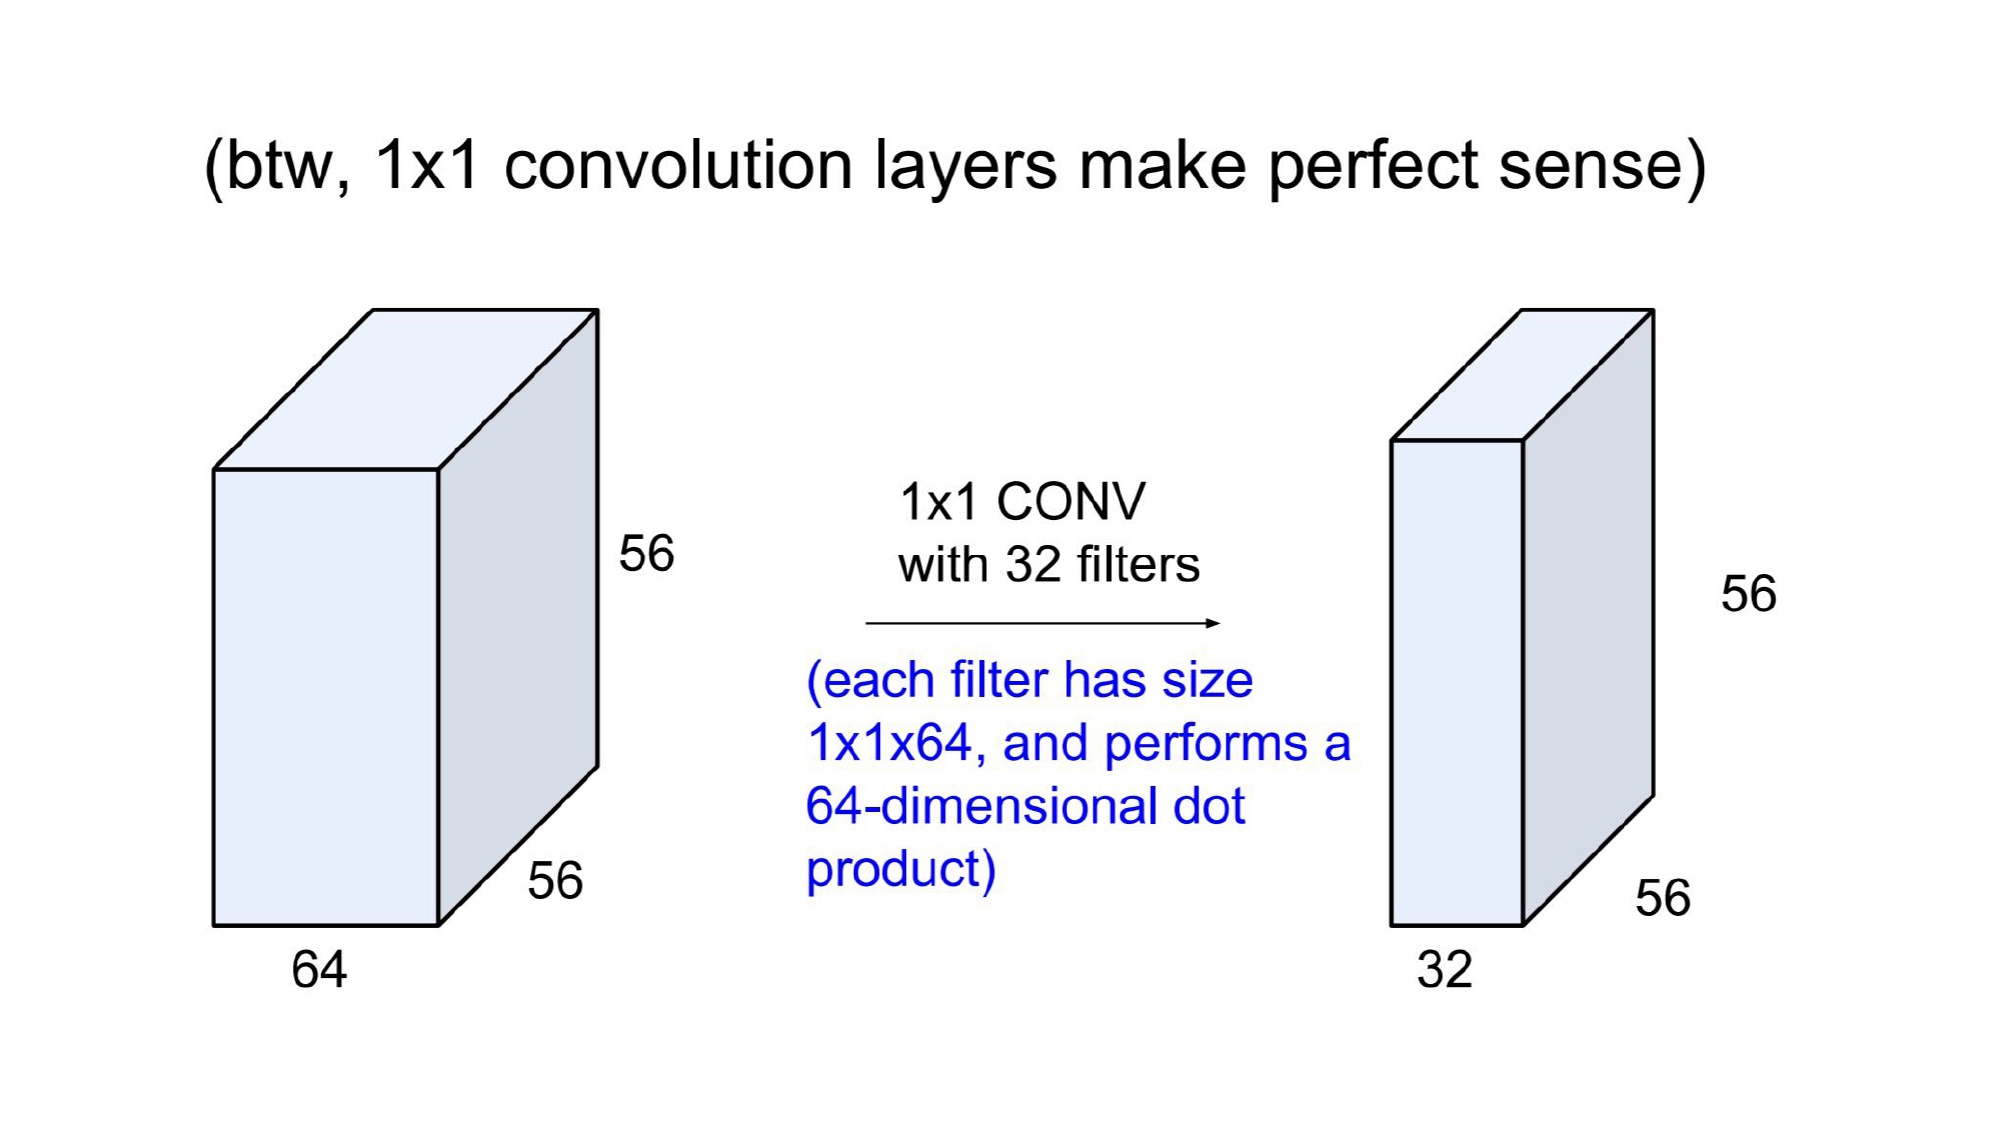 (btw, 1x1 convolution layers make perfect sense)
56
56
64
1x1 CONV
with 32 filters
(each filter has size
1x1x64, and performs a
64-dimensional dot
product)
56
56
32